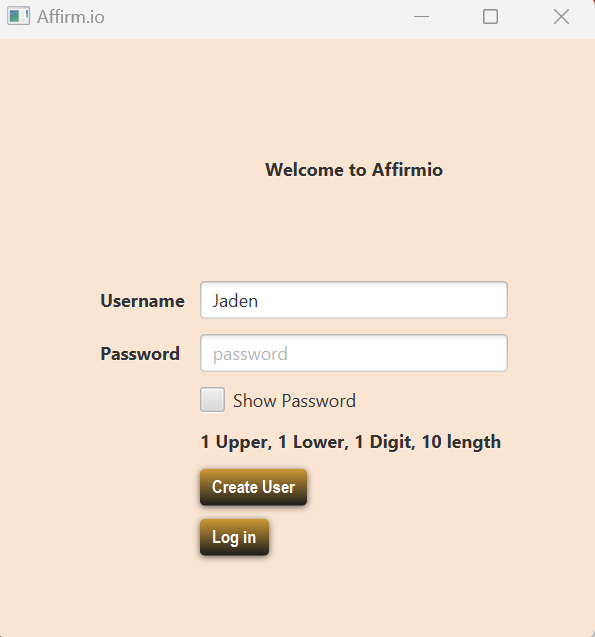 Affirm.io
Welcome to Affirmio
Username Jaden
Password password
Show Password
1 Upper, 1 Lower, 1 Digit, 10 length
Create User
Log in